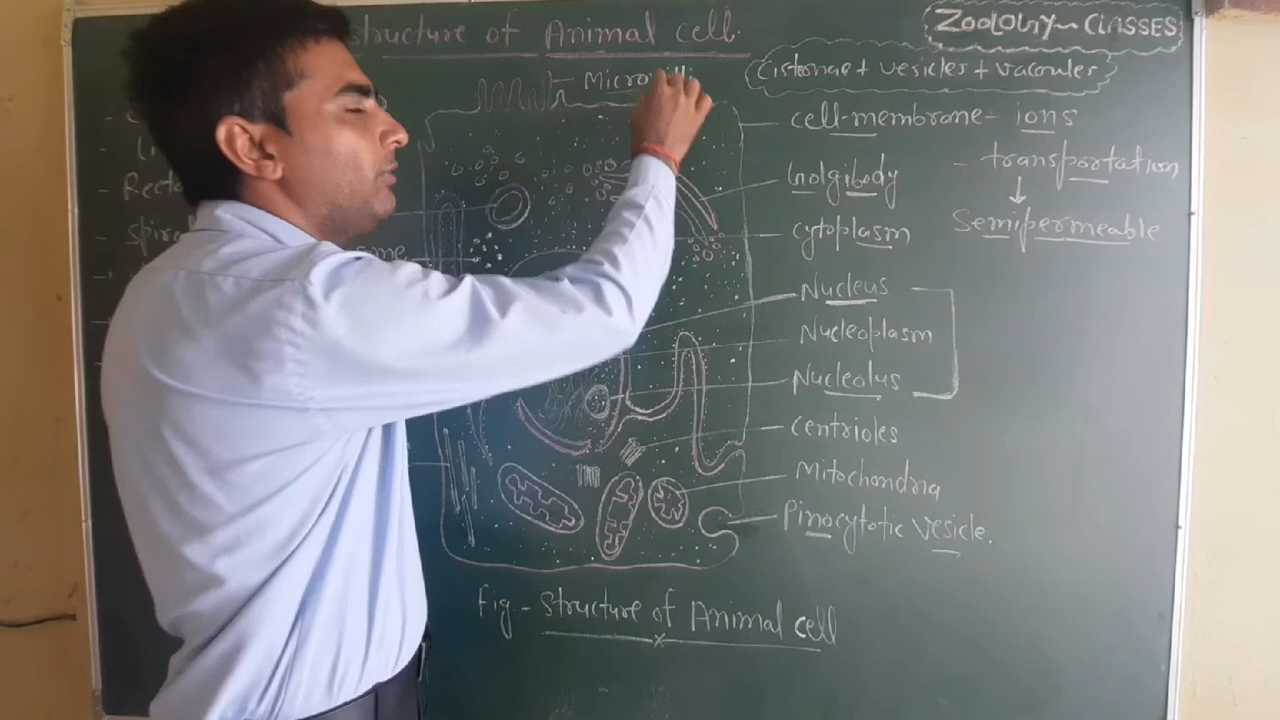 structure of Animal cell.
ZOOLOGY CLASSES
Cisternae + vesicles + vacuoles
Micro
cell-membrane - ions
- transportation
Golgibody
cytoplasm
Semipermeable
Nucleus
Nucleoplasm
Nucleolus
centrioles
Mitochondria
Pinocytotic vesicle.
Fig - structure of Animal cell